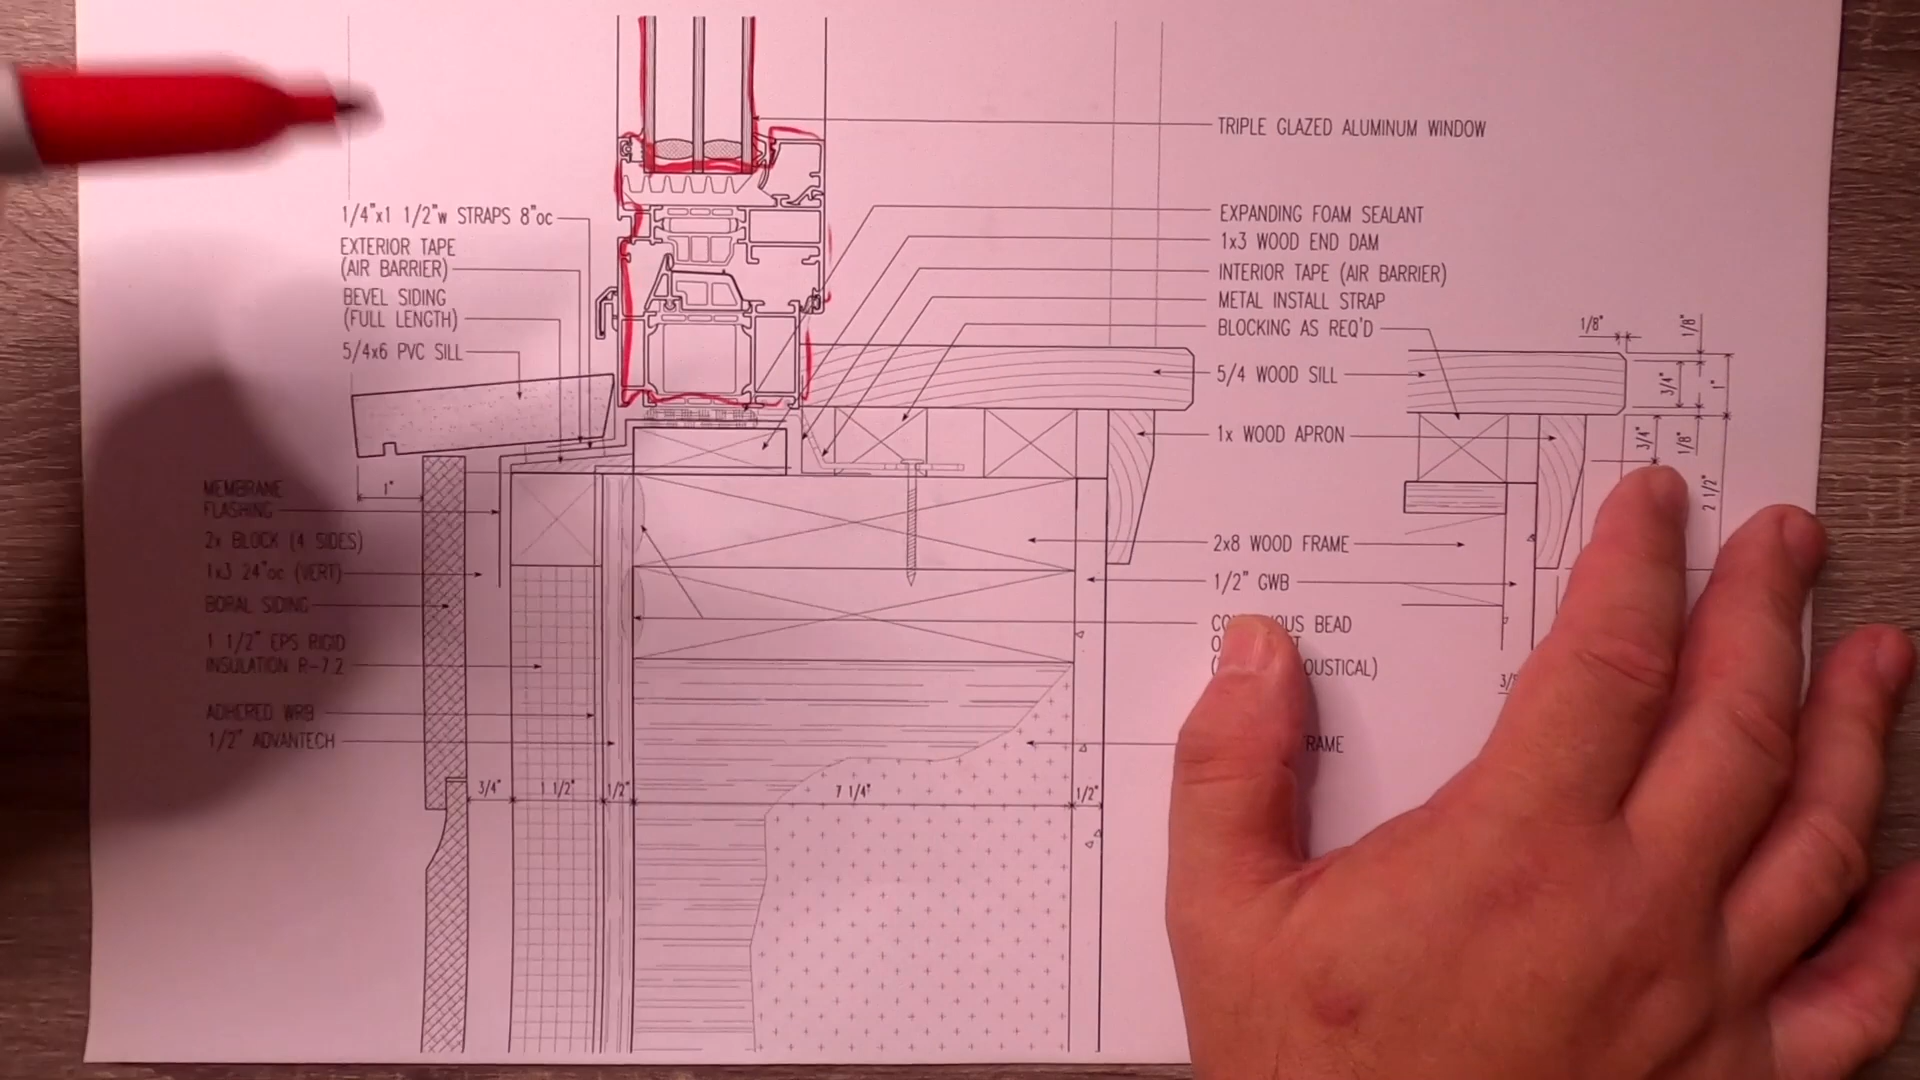 TRIPLE GLAZED ALUMINUM WINDOW
1/4"x1 1/2"w STRAPS 8"oc
EXTERIOR TAPE
(AIR BARRIER)
BEVEL SIDING
(FULL LENGTH)
5/4x6 PVC SILL
EXPANDING FOAM SEALANT
1x3 WOOD END DAM
INTERIOR TAPE (AIR BARRIER)
METAL INSTALL STRAP
BLOCKING AS REQ'D
5/4 WOOD SILL
1x WOOD APRON
1/8"
1/8"
3/4"
1"
3/4"
1/8"
2 1/2"
1"
MEMBRANE
FLASHING
2x BLOCK (4 SIDES)
1x3 24"oc (VERT)
BORAL SIDING
1 1/2" EPS RIGID
INSULATION R-7.2
ADHERED WRB
1/2" ADVANTECH
2x8 WOOD FRAME
1/2" GWB
BEAD
3/4"
1 1/2"
1/2"
7 1/4"
1/2"